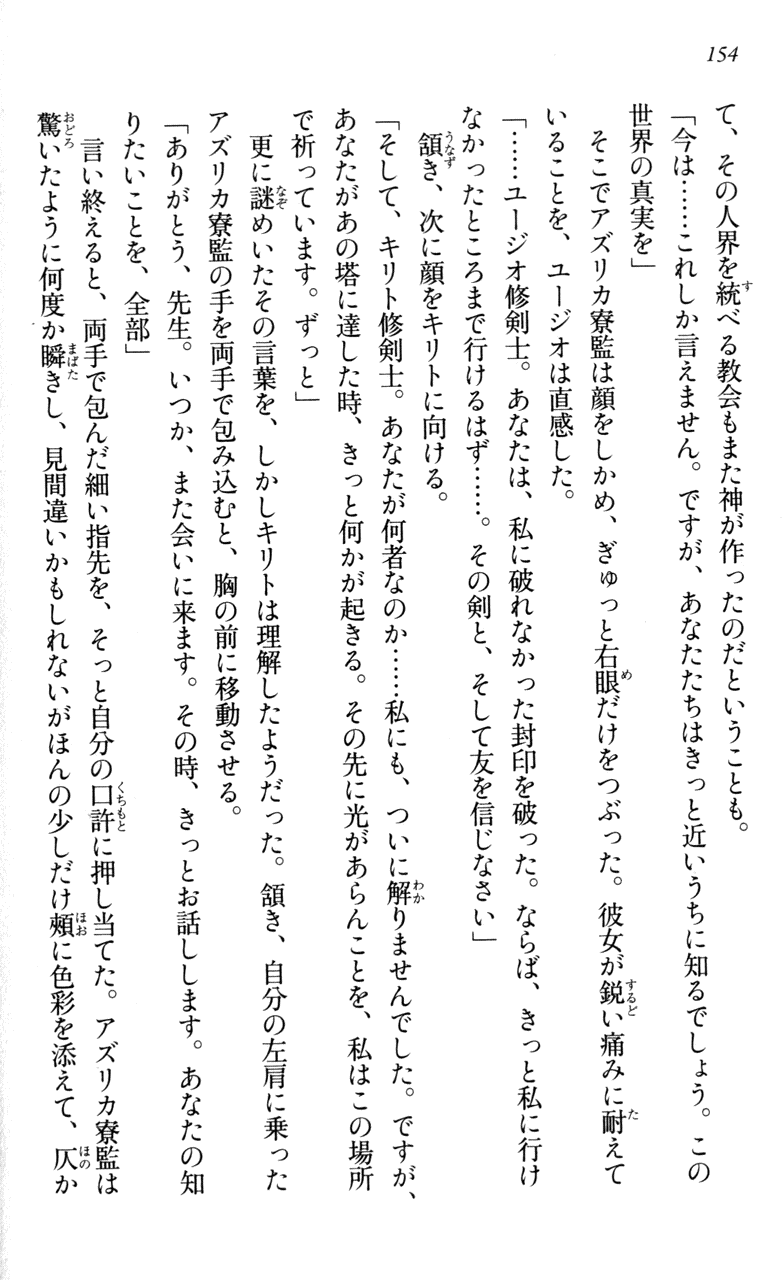 154
て、その人界を統べる教会もまた神が作ったのだということも。
「今は……これしか言えません。ですが、あなたたちはきっと近いうちに知るでしょう。この
世界の真実を」
そこでアズリカ寮監は顔をしかめ、ぎゅっと右眼だけをつぶった。彼女が鋭い痛みに耐えて
いることを、ユージオは直感した。
「……ユージオ修剣士。あなたは、私に破れなかった封印を破った。ならば、きっと私に行け
なかったところまで行けるはず……。その剣と、そして友を信じなさい」
頷き、次に顔をキリトに向ける。
「そして、キリト修剣士。あなたが何者なのか……私にも、ついに解りませんでした。ですが、
あなたがあの塔に達した時、きっと何かが起きる。その先に光があらんことを、私はこの場所
で祈っています。ずっと」
更に謎めいたその言葉を、しかしキリトは理解したようだった。頷き、自分の左肩に乗った
アズリカ寮監の手を両手で包み込むと、胸の前に移動させる。
「ありがとう、先生。いつか、また会いに来ます。その時、きっとお話しします。あなたの知
りたいことを、全部」
言い終えると、両手で包んだ細い指先を、そっと自分の口許に押し当てた。アズリカ寮監は
驚いたように何度か瞬きし、見間違いかもしれないがほんの少しだけ頰に色彩を添えて、仄か